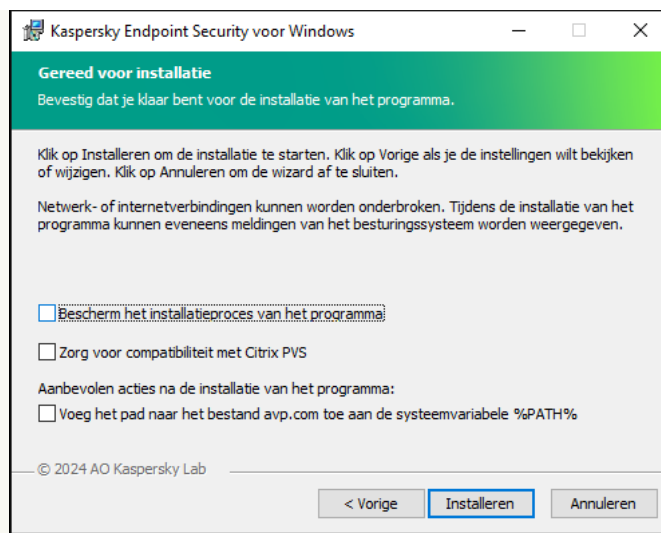 Kaspersky Endpoint Security voor Windows
Gereed voor installatie
Bevestig dat je klaar bent voor de installatie van het programma.
Klik op Installeren om de installatie te starten. Klik op Vorige als je de instellingen wilt bekijken
of wijzigen. Klik op Annuleren om de wizard af te sluiten.
Netwerk- of internetverbindingen kunnen worden onderbroken. Tijdens de installatie van het
programma kunnen eveneens meldingen van het besturingssysteem worden weergegeven.
Bescherm het installatieproces van het programma
Zorg voor compatibiliteit met Citrix PVS
Aanbevolen acties na de installatie van het programma:
Voeg het pad naar het bestand avp.com toe aan de systeemvariabele %PATH%
© 2024 AO Kaspersky Lab
< Vorige
Installeren
Annuleren